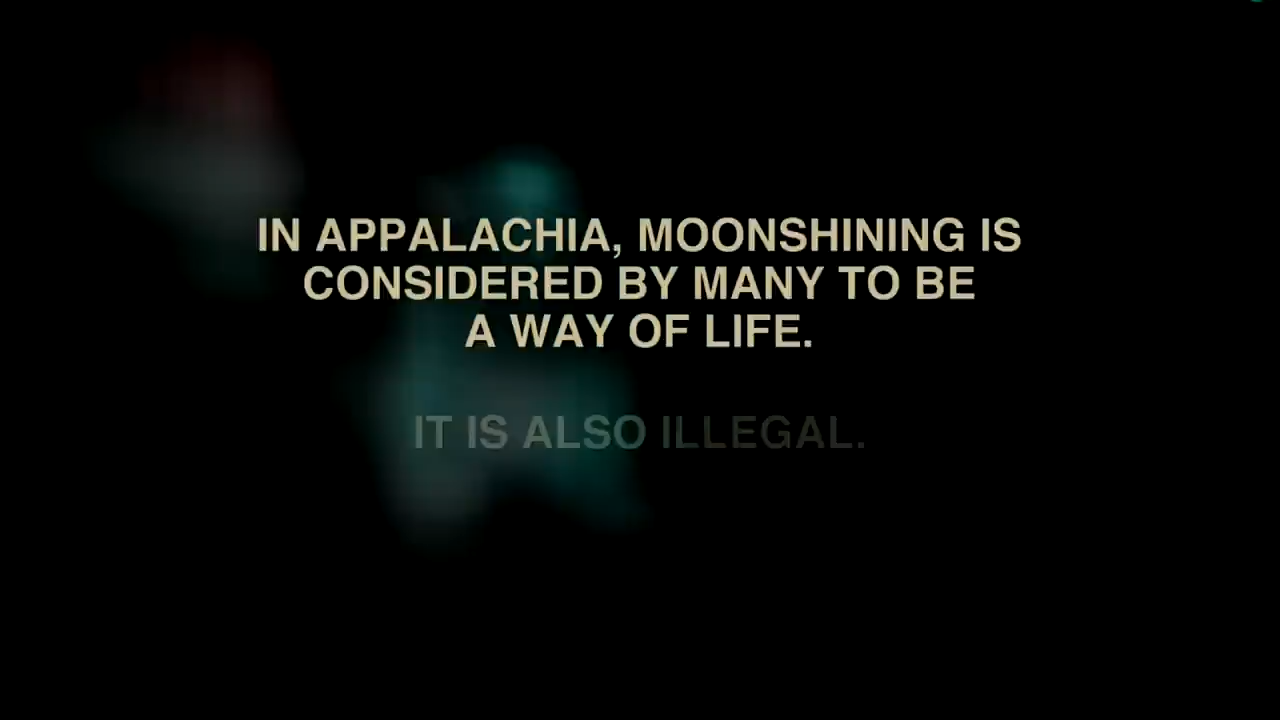 IN APPALACHIA, MOONSHINING IS
CONSIDERED BY MANY TO BE
A WAY OF LIFE.
IT IS ALSO ILLEGAL.